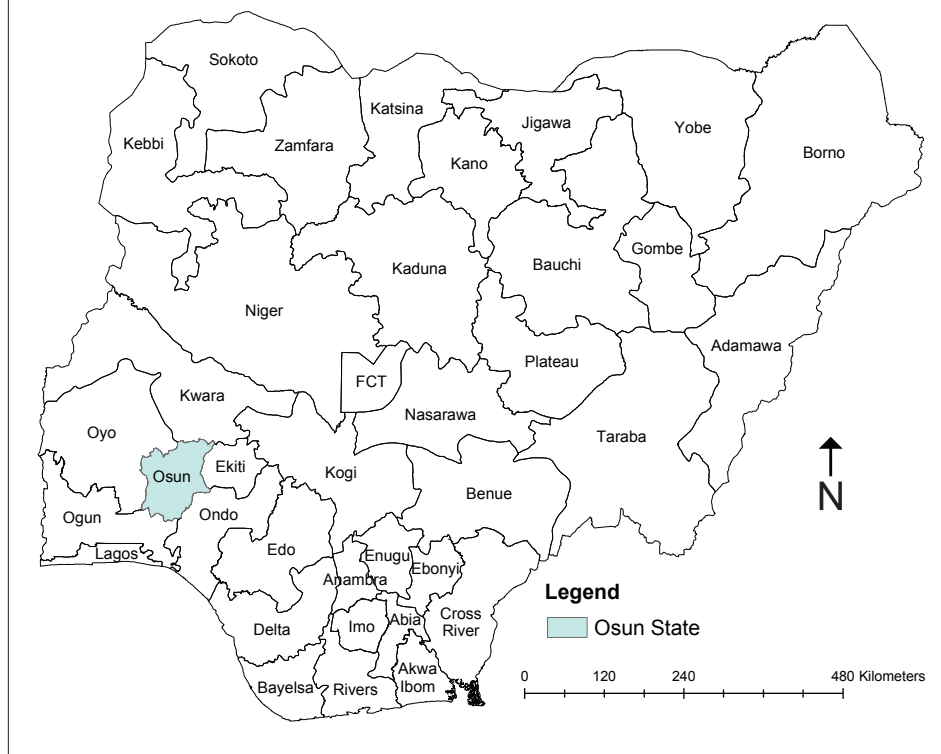 Sokoto
Katsina
Jigawa
Yobe
Kebbi
Zamfara
Kano
Borno
Gombe
Bauchi
Kaduna
Niger
Adamawa
Plateau
FCT
Kwara
Nasarawa
Oyo
Taraba
Ekiti
Kogi
Osun
Benue
N
Ogun
Ondo
Lagos
Edo
Enugu
Ebonyi
Anambra
Legend
Abia
Cross
River
Imo
Delta
Osun State
Akwa
Ibom
Bayelsa
Rivers
0 120 240 480 Kilometers